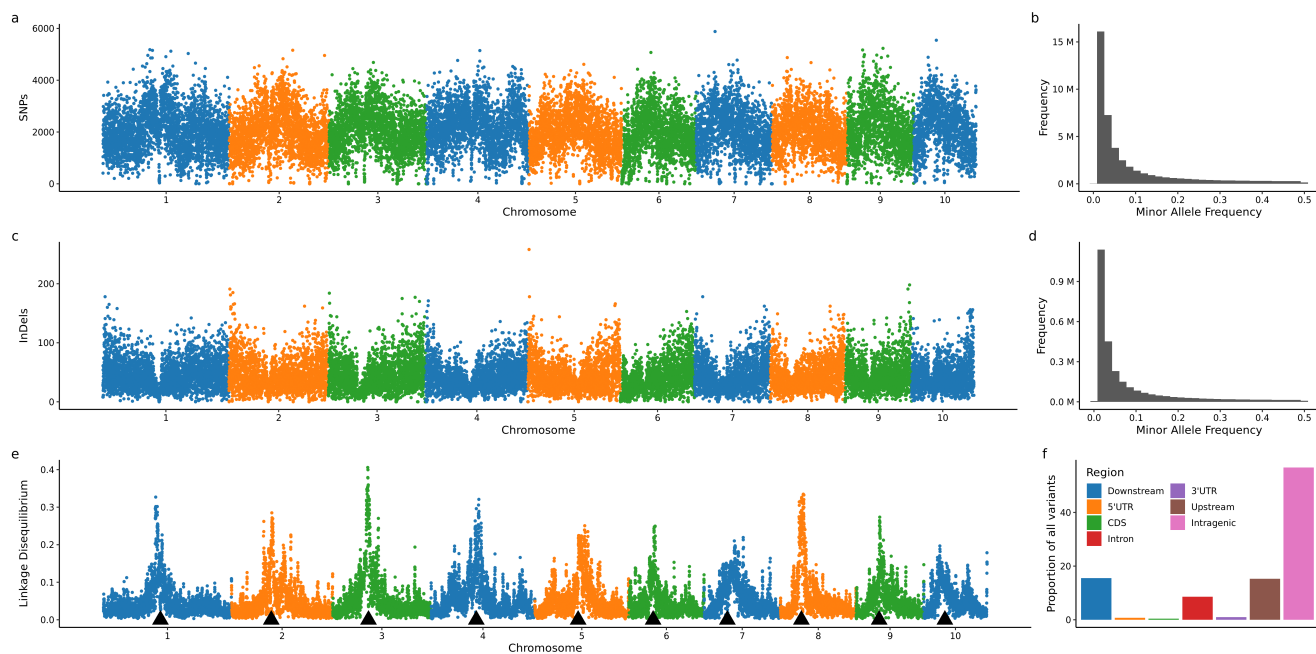 a
SNPs
6000
4000
2000
0
1 2 3 4 5 6 7 8 9 10
Chromosome
b
Frequency
15 M
10 M
5 M
0 M
0.0 0.1 0.2 0.3 0.4 0.5
Minor Allele Frequency
c
InDels
200
100
0
1 2 3 4 5 6 7 8 9 10
Chromosome
d
Frequency
0.9 M
0.6 M
0.3 M
0.0 M
0.0 0.1 0.2 0.3 0.4 0.5
Minor Allele Frequency
e
Linkage Disequilibrium
0.4
0.3
0.2
0.1
0.0
1 2 3 4 5 6 7 8 9 10
Chromosome
f
Proportion of all variants
40
20
0
Region
Downstream
5'UTR
CDS
Intron
3'UTR
Upstream
Intragenic